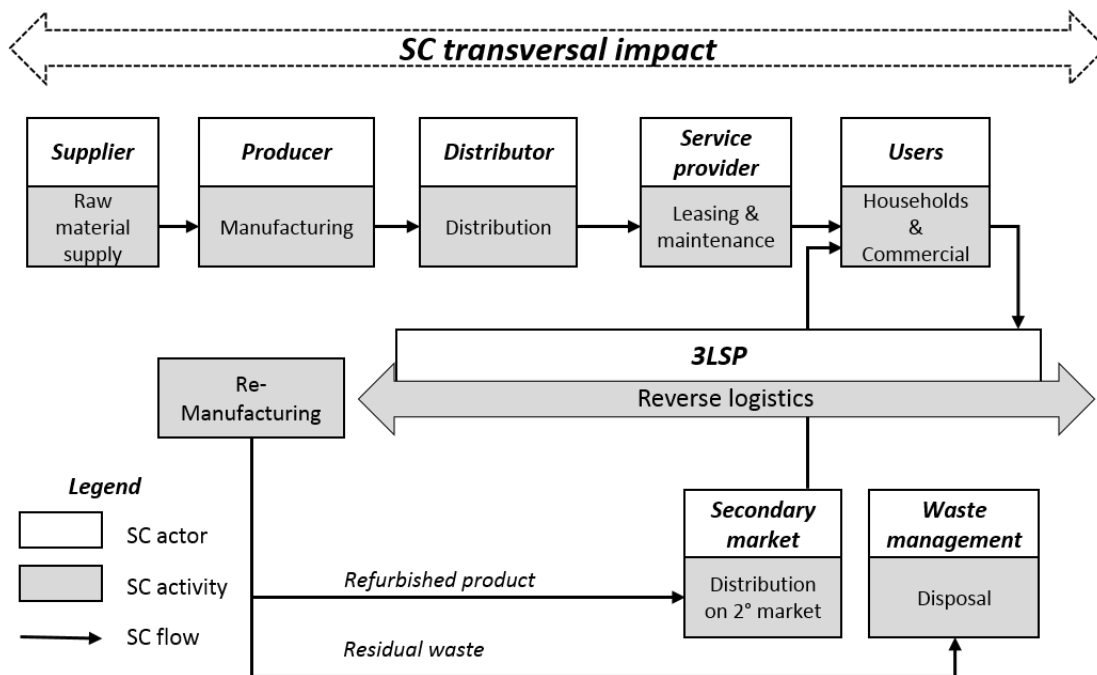 SC transversal impact
Supplier
Raw
material
supply
Producer
Manufacturing
Distributor
Distribution
Service
provider
Leasing &
maintenance
Users
Households
&
Commercial
3LSP
Reverse logistics
Re-
Manufacturing
Legend
SC actor
SC activity
SC flow
Refurbished product
Residual waste
Secondary
market
Distribution
on 2° market
Waste
management
Disposal